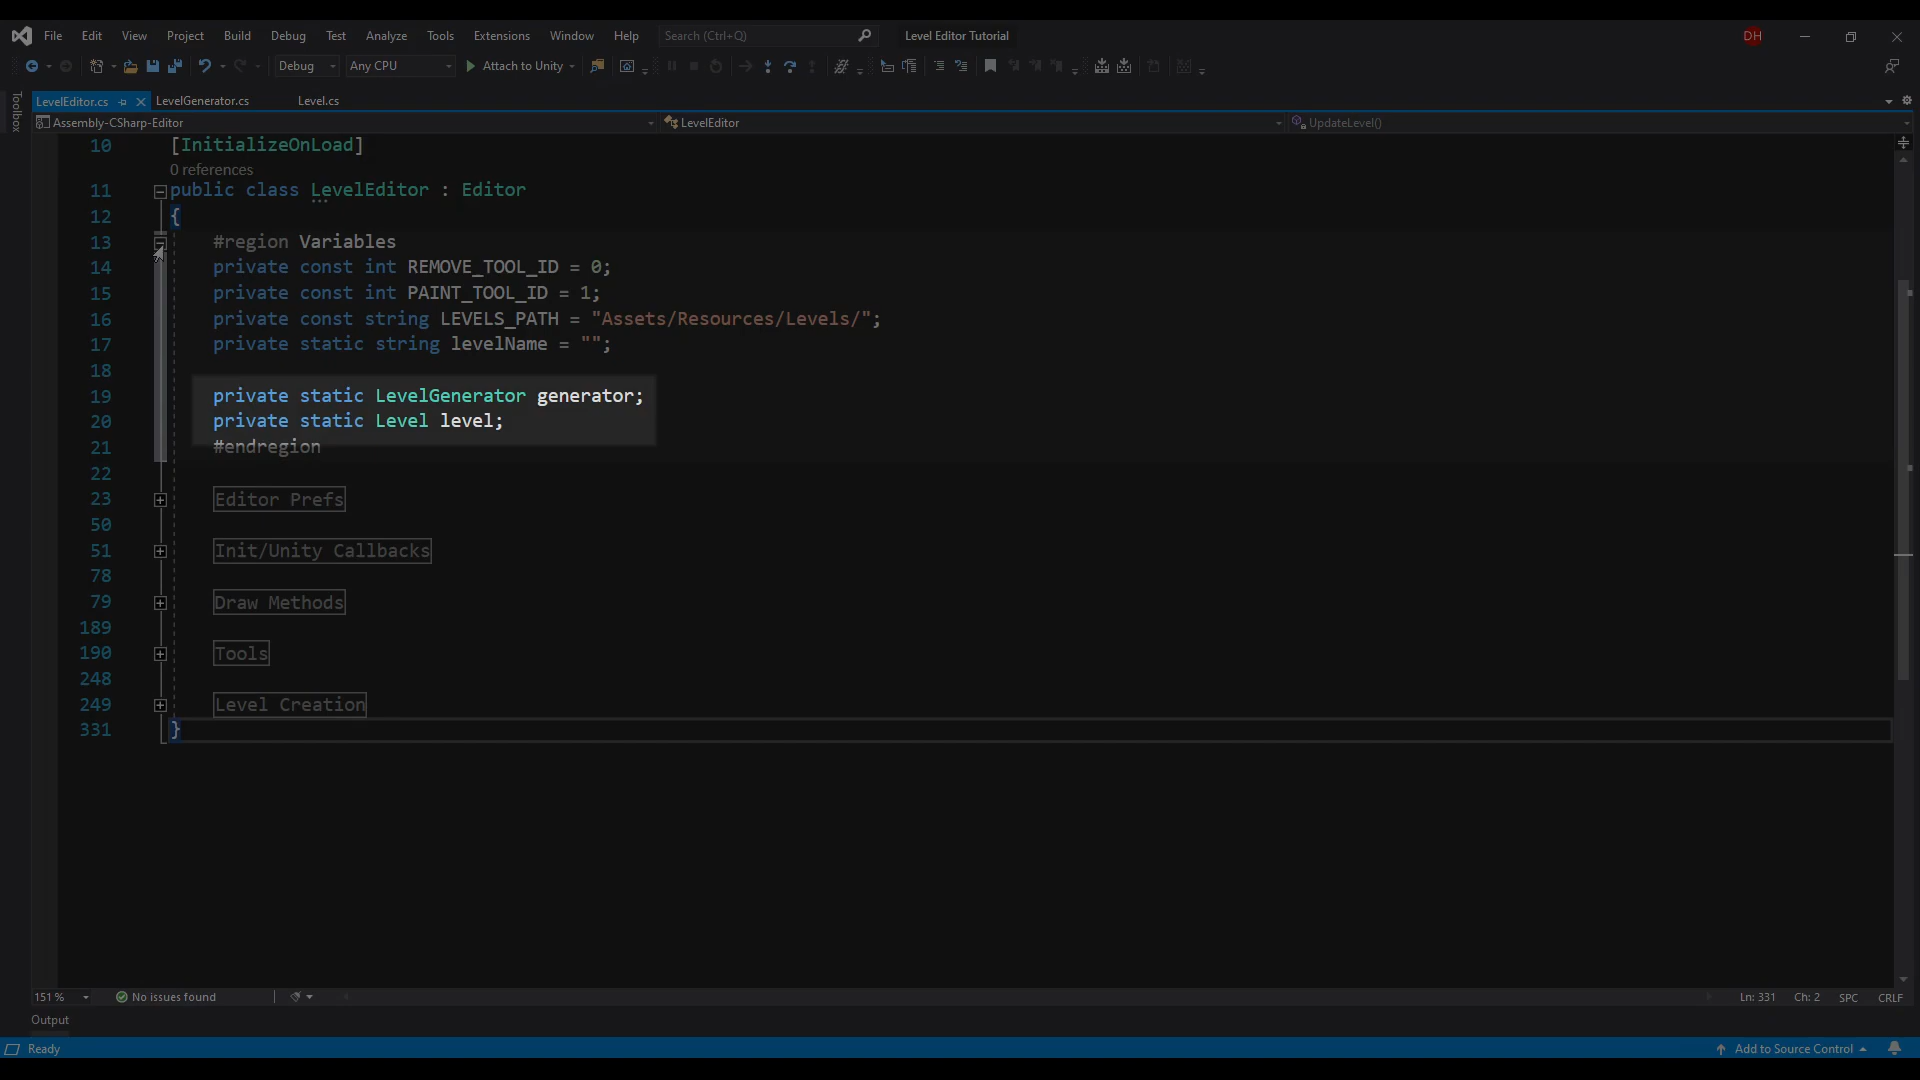 File Edit View Project Build Debug Test Analyze Tools Extensions Window Help Search (Ctrl+Q) Level Editor Tutorial DH
Debug Any CPU Attach to Unity
Toolbox
LevelEditor.cs LevelGenerator.cs Level.cs
Assembly-CSharp-Editor LevelEditor UpdateLevel()
10 [InitializeOnLoad]
0 references
11 public class LevelEditor : Editor
12 {
13 #region Variables
14 private const int REMOVE_TOOL_ID = 0;
15 private const int PAINT_TOOL_ID = 1;
16 private const string LEVELS_PATH = "Assets/Resources/Levels/";
17 private static string levelName = "";
18
19 private static LevelGenerator generator;
20 private static Level level;
21 #endregion
22
23 Editor Prefs
50
51 Init/Unity Callbacks
78
79 Draw Methods
189
190 Tools
248
249 Level Creation
331 }
151 % No issues found Ln: 331 Ch: 2 SPC CRLF
Output
Ready Add to Source Control